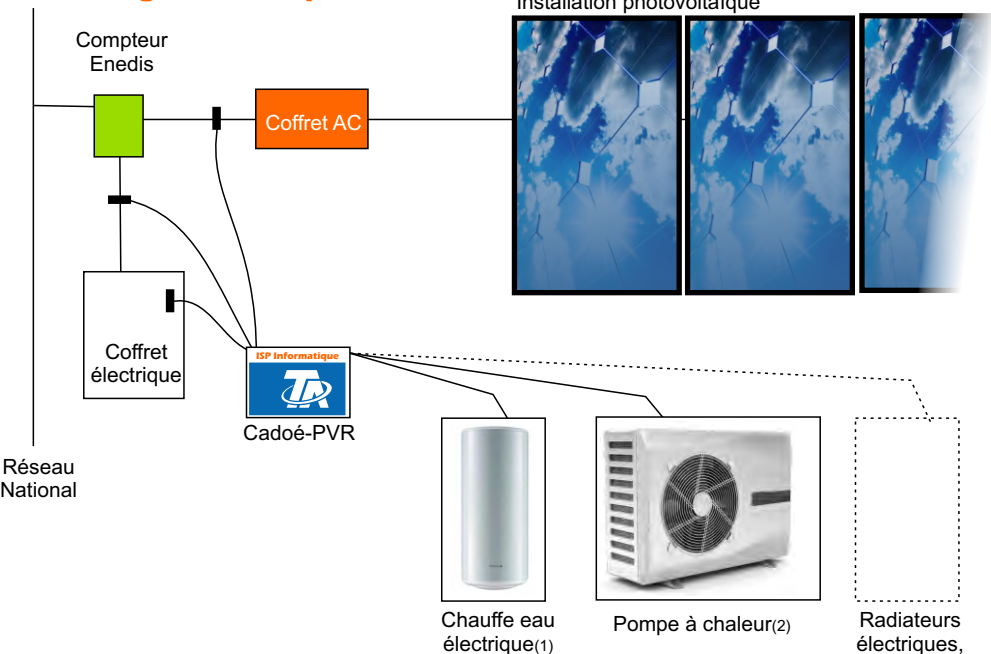 Installation photovoltaïque
Compteur
Enedis
Coffret AC
Coffret
électrique
ISP Informatique
TA
Cadoé-PVR
Réseau
National
Chauffe eau
électrique(1)
Pompe à chaleur(2)
Radiateurs
électriques,